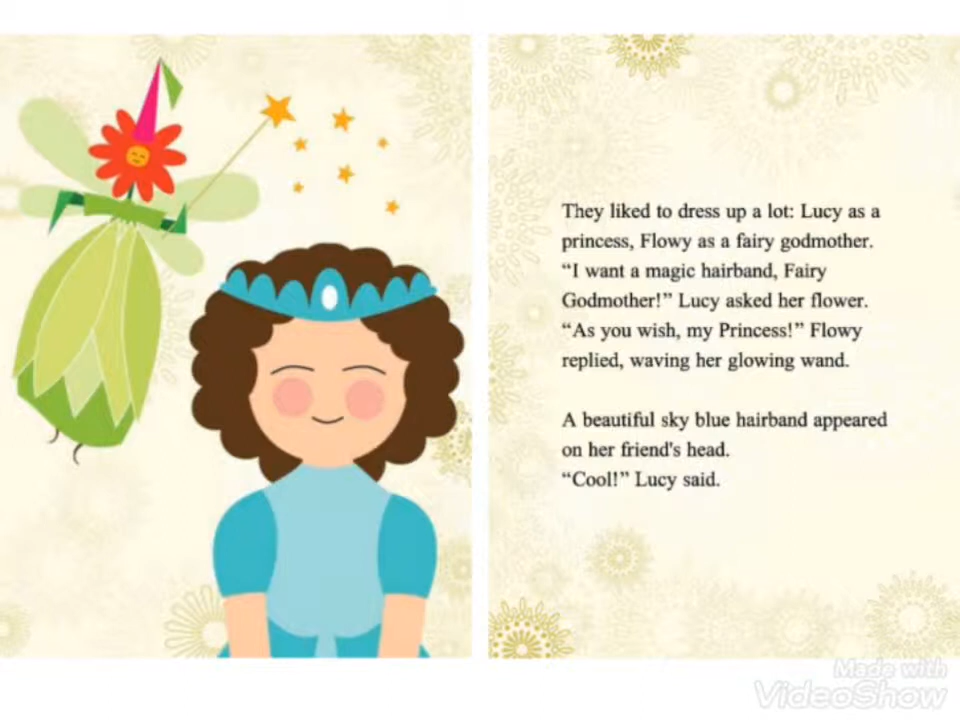 They liked to dress up a lot: Lucy as a
princess, Flowy as a fairy godmother.
“I want a magic hairband, Fairy
Godmother!” Lucy asked her flower.
“As you wish, my Princess!” Flowy
replied, waving her glowing wand.
A beautiful sky blue hairband appeared
on her friend's head.
“Cool!” Lucy said.
Made with
VideoShow